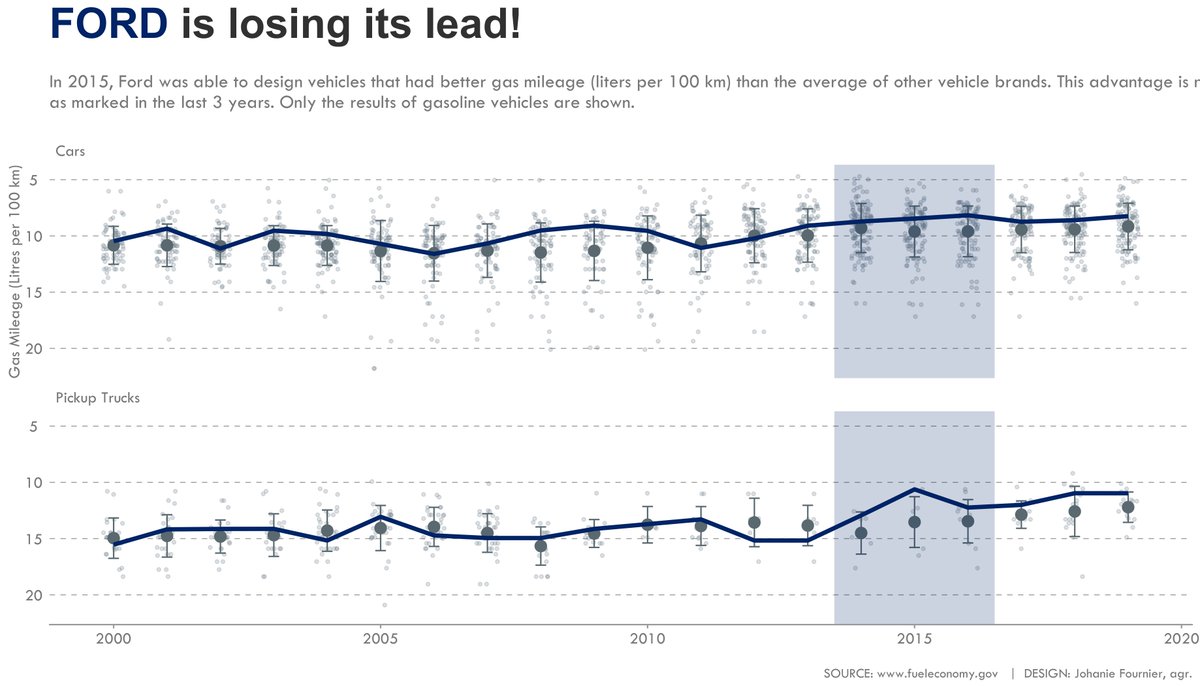 FORD is losing its lead!
In 2015, Ford was able to design vehicles that had better gas mileage (liters per 100 km) than the average of other vehicle brands. This advantage is
as marked in the last 3 years. Only the results of gasoline vehicles are shown.
Cars
Gas Mileage (Litres per 100 km)
5
10
15
20
Pickup Trucks
5
10
15
20
2000 2005 2010 2015 2020
SOURCE: www.fueleconomy.gov | DESIGN: Johanie Fournier, agr.